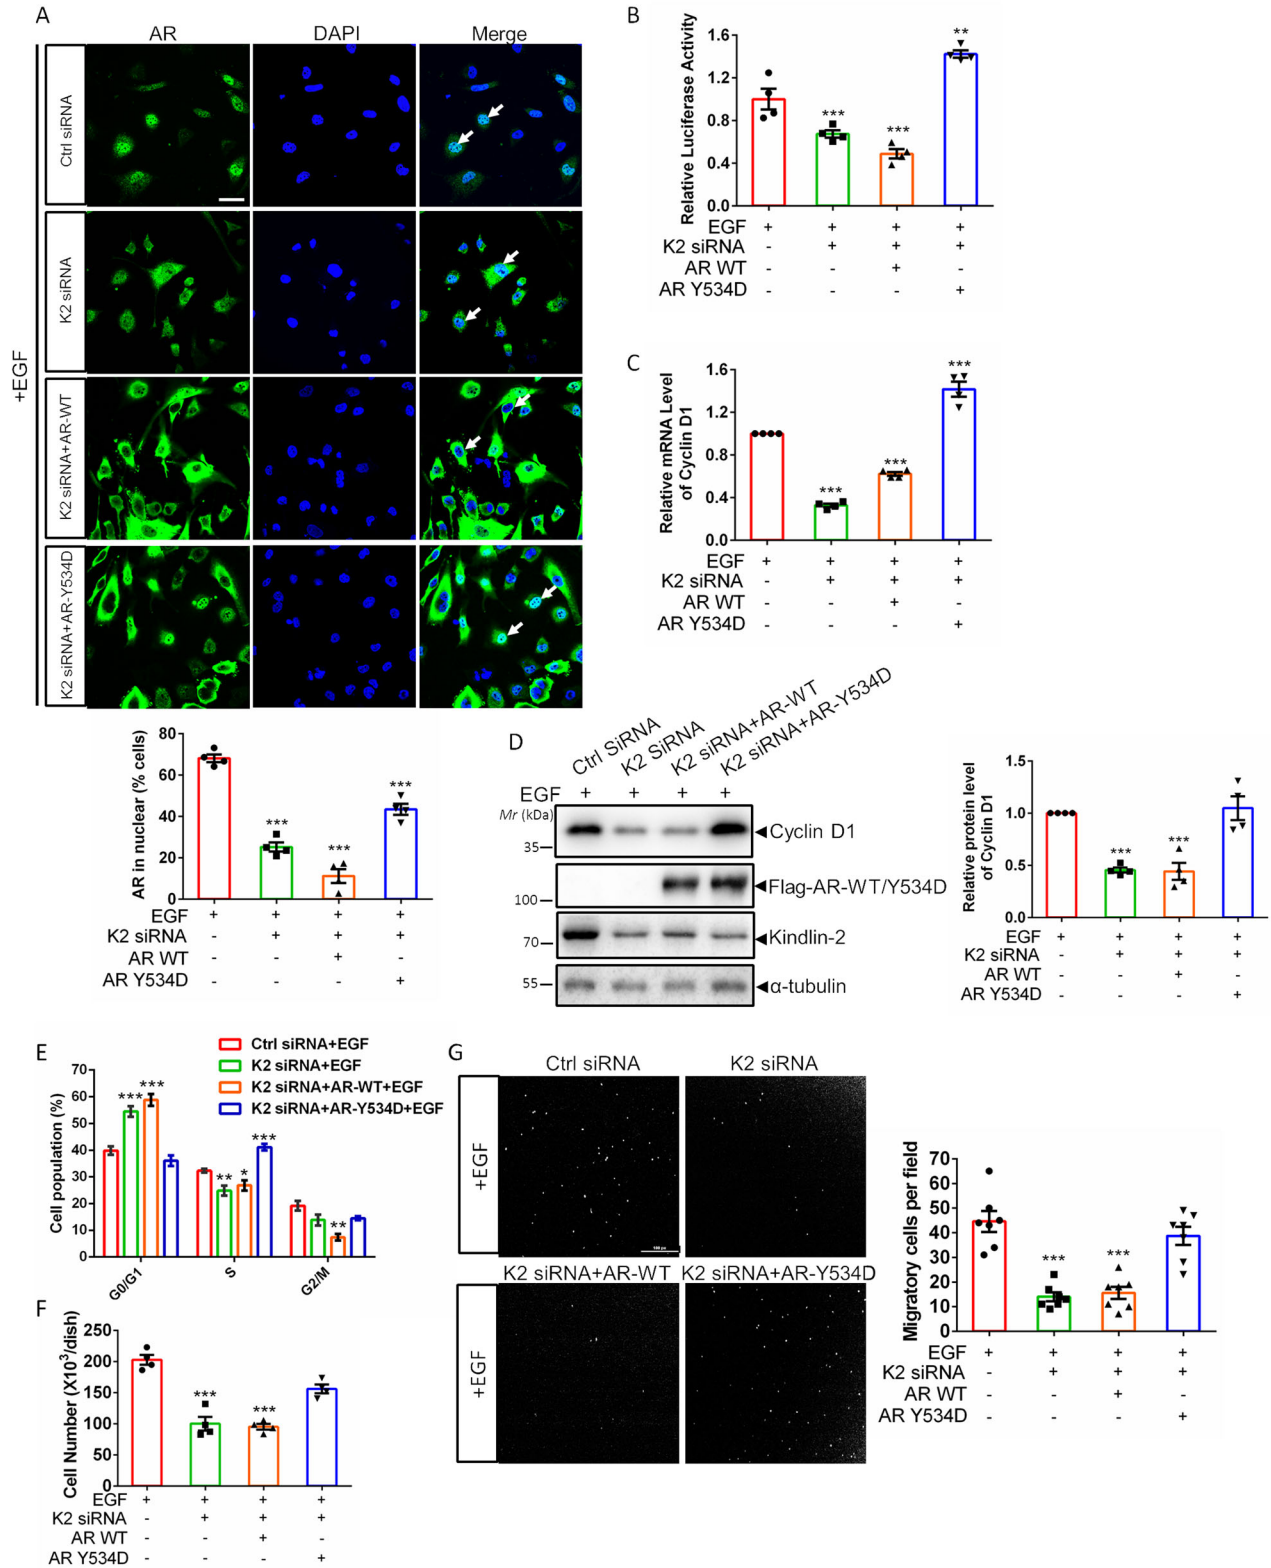 A
AR DAPI Merge
+EGF
Ctrl siRNA
K2 siRNA
K2 siRNA+AR-WT
K2 siRNA+AR-Y534D
AR in nuclear (% cells)
80
60
40
20
0
*** *** ***
EGF + + + +
K2 siRNA - + + +
AR WT - - + -
AR Y534D - - - +
B
Relative Luciferase Activity
1.6
1.2
0.8
0.4
0.0
*** *** **
EGF + + + +
K2 siRNA - + + +
AR WT - - + -
AR Y534D - - - +
C
Relative mRNA Level
of Cyclin D1
1.6
1.2
0.8
0.4
0.0
*** *** ***
EGF + + + +
K2 siRNA - + + +
AR WT - - + -
AR Y534D - - - +
D
Ctrl SiRNA
K2 SiRNA
K2 siRNA+AR-WT
K2 siRNA+AR-Y534D
EGF + + + +
Mr (kDa)
35
Cyclin D1
100
Flag-AR-WT/Y534D
70
Kindlin-2
55
α-tubulin
Relative protein level
of Cyclin D1
1.5
1.0
0.5
0.0
*** ***
EGF + + + +
K2 siRNA - + + +
AR WT - - + -
AR Y534D - - - +
E
Ctrl siRNA+EGF
K2 siRNA+EGF
K2 siRNA+AR-WT+EGF
K2 siRNA+AR-Y534D+EGF
Cell population (%)
70
60
50
40
30
20
10
0
*** *** ** * *** **
G0/G1 S G2/M
F
Cell Number (X10³/dish)
250
200
150
100
50
0
*** ***
EGF + + + +
K2 siRNA - + + +
AR WT - - + -
AR Y534D - - - +
G
Ctrl siRNA K2 siRNA
+EGF
K2 siRNA+AR-WT K2 siRNA+AR-Y534D
+EGF
Migratory cells per field
70
60
50
40
30
20
10
0
*** ***
EGF + + + +
K2 siRNA - + + +
AR WT - - + -
AR Y534D - - - +